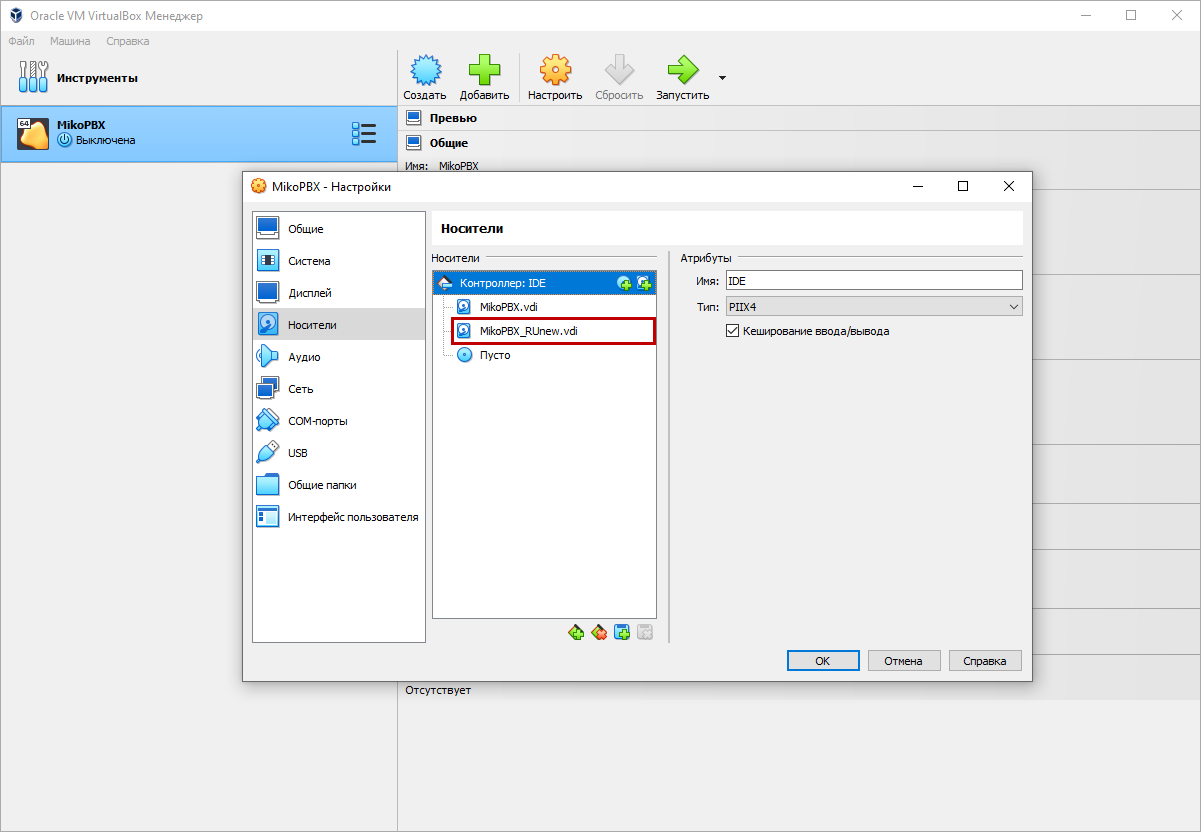 Oracle VM VirtualBox Менеджер
Файл Машина Справка
Инструменты
Создать Добавить Настроить Сбросить Запустить
64
MikoPBX
Выключена
Превью
Общие
Имя: MikoPBX
MikoPBX - Настройки
Общие
Система
Дисплей
Носители
Аудио
Сеть
COM-порты
USB
Общие папки
Интерфейс пользователя
Носители
Носители
Контроллер: IDE
MikoPBX.vdi
MikoPBX_RUnew.vdi
Пусто
Атрибуты
Имя: IDE
Тип: PIIX4
Кеширование ввода/вывода
OK Отмена Справка
Отсутствует